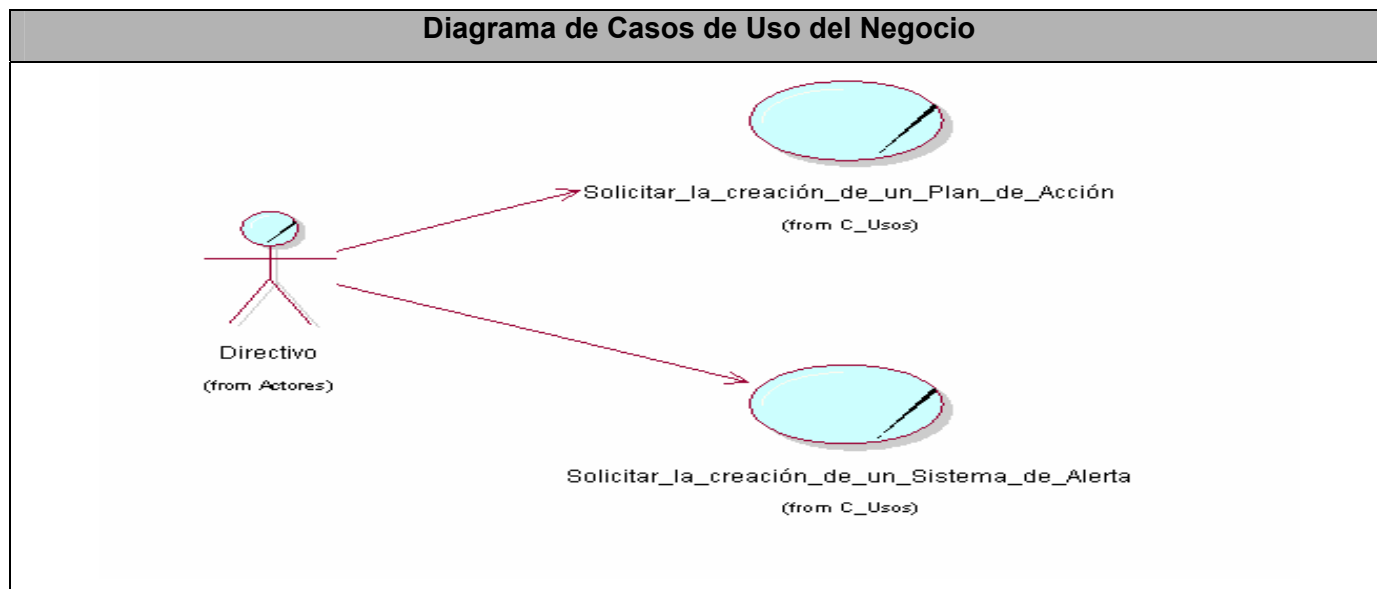 Diagrama de Casos de Uso del Negocio
Solicitar_la_creación_de_un_Plan_de_Acción
(from C_Usos)
Directivo
(from Actores)
Solicitar_la_creación_de_un_Sistema_de_Alerta
(from C_Usos)